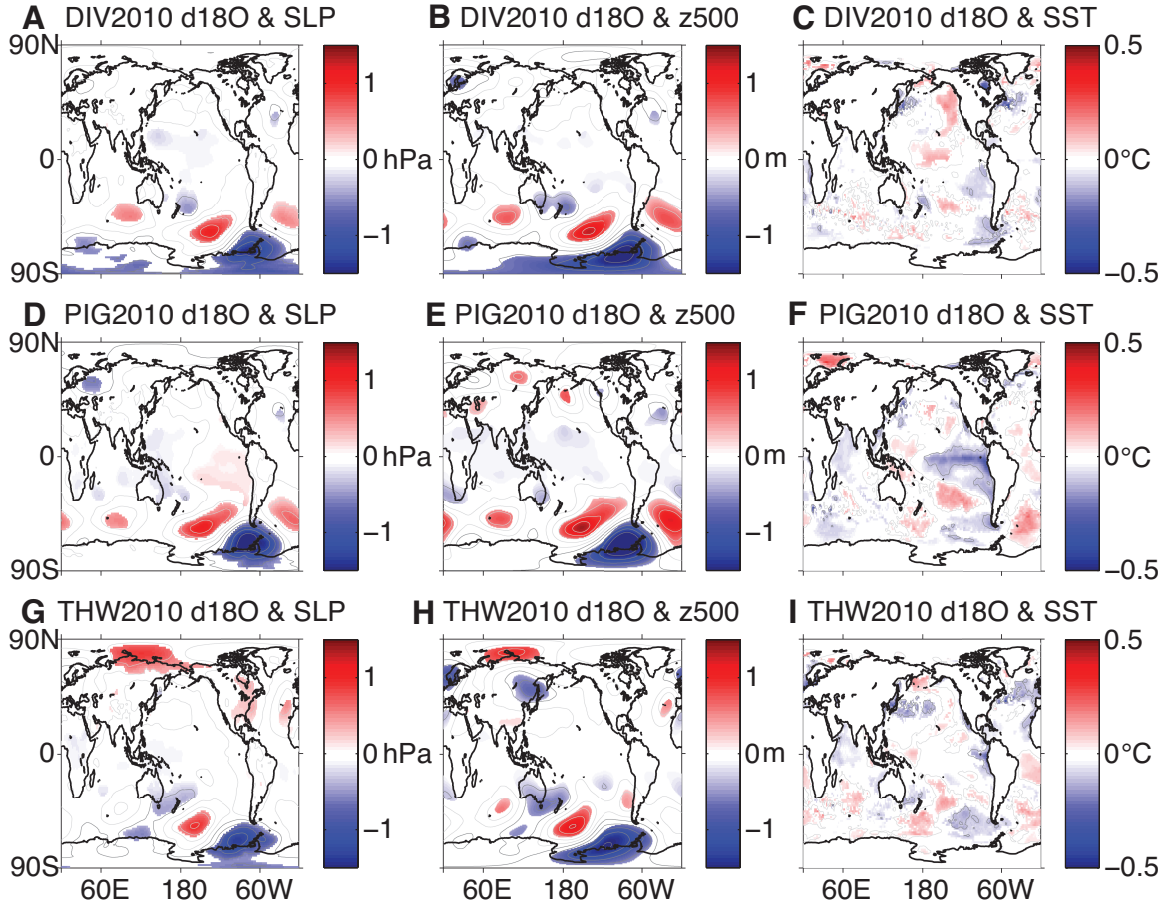 A DIV2010 d18O & SLP
B DIV2010 d18O & z500
C DIV2010 d18O & SST
90N
0
90S
1
0 hPa
−1
1
0 m
−1
0.5
0°C
−0.5
D PIG2010 d18O & SLP
E PIG2010 d18O & z500
F PIG2010 d18O & SST
90N
0
90S
1
0 hPa
−1
1
0 m
−1
0.5
0°C
−0.5
G THW2010 d18O & SLP
H THW2010 d18O & z500
I THW2010 d18O & SST
90N
0
90S
1
0 hPa
−1
1
0 m
−1
0.5
0°C
−0.5
60E 180 60W
60E 180 60W
60E 180 60W